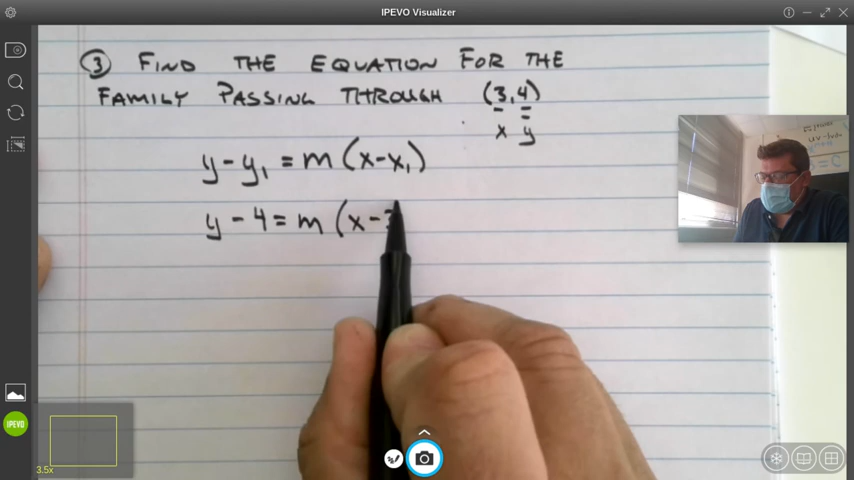 IPEVO Visualizer
③ FIND THE EQUATION FOR THE
FAMILY PASSING THROUGH (3,4)
x y
y-y₁=m(x-x₁)
y-4=m(x-3
IPEVO
3.5x